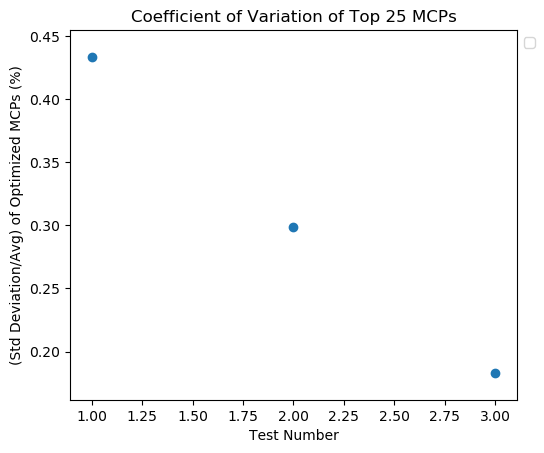 Coefficient of Variation of Top 25 MCPs
(Std Deviation/Avg) of Optimized MCPs (%)
0.45
0.40
0.35
0.30
0.25
0.20
1.00 1.25 1.50 1.75 2.00 2.25 2.50 2.75 3.00
Test Number